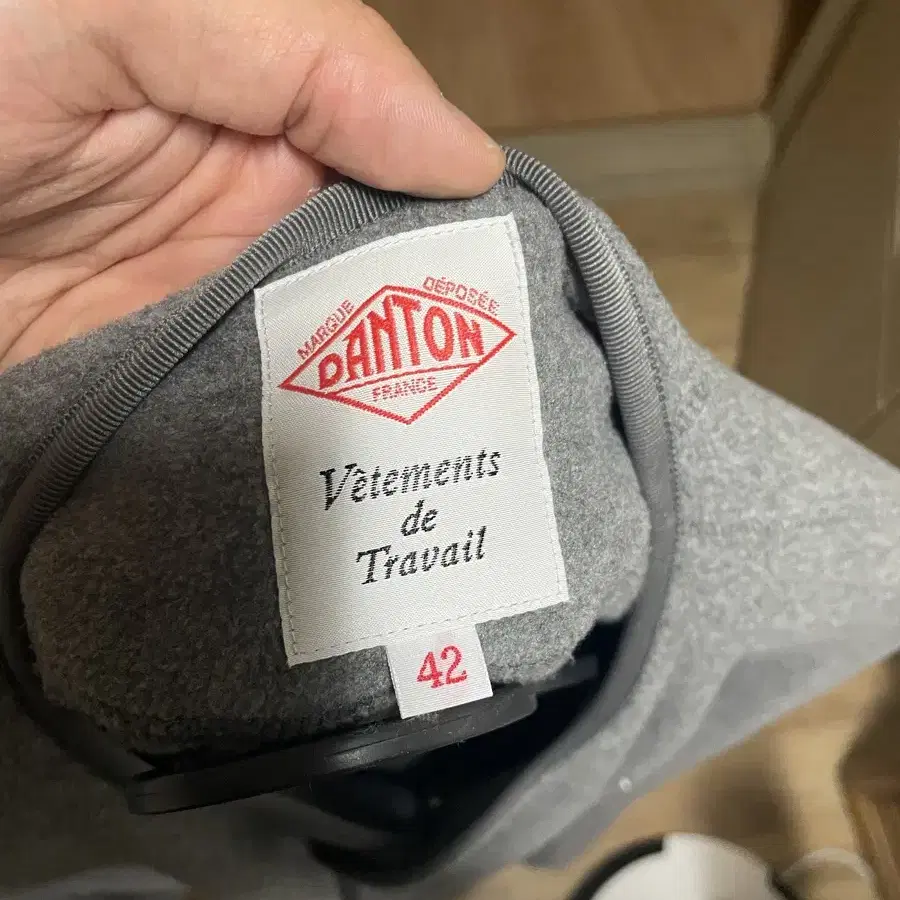 MARQUE DÉPOSÉE
DANTON
FRANCE
Vêtements
de
Travail
42